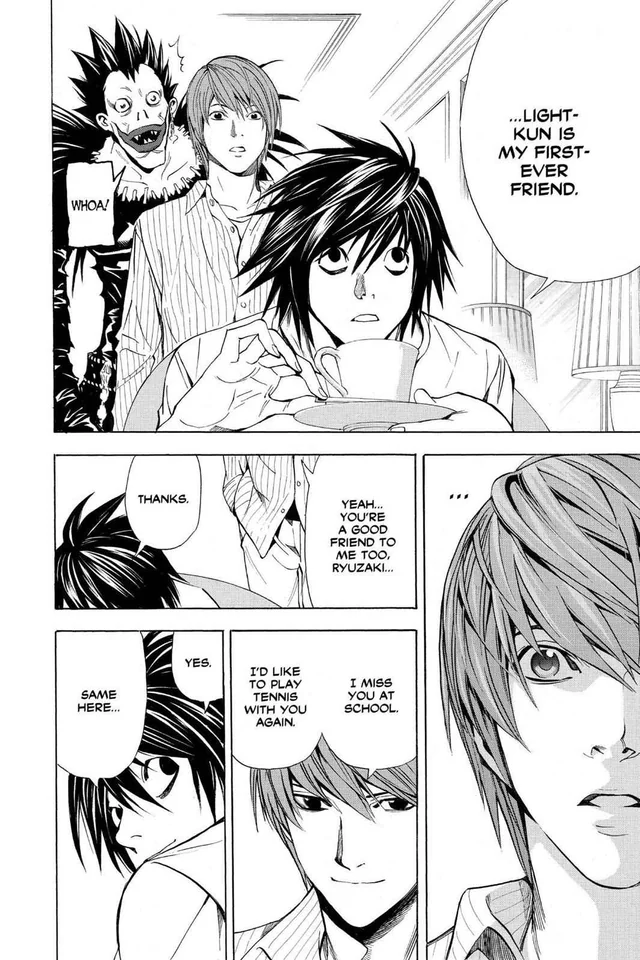 ...LIGHT-
KUN IS
MY FIRST-
EVER
FRIEND.
WHOA!
...
YEAH...
YOU'RE
A GOOD
FRIEND TO
ME TOO,
RYUZAKI...
THANKS.
I MISS
YOU AT
SCHOOL.
I'D LIKE
TO PLAY
TENNIS
WITH YOU
AGAIN.
YES.
SAME
HERE...